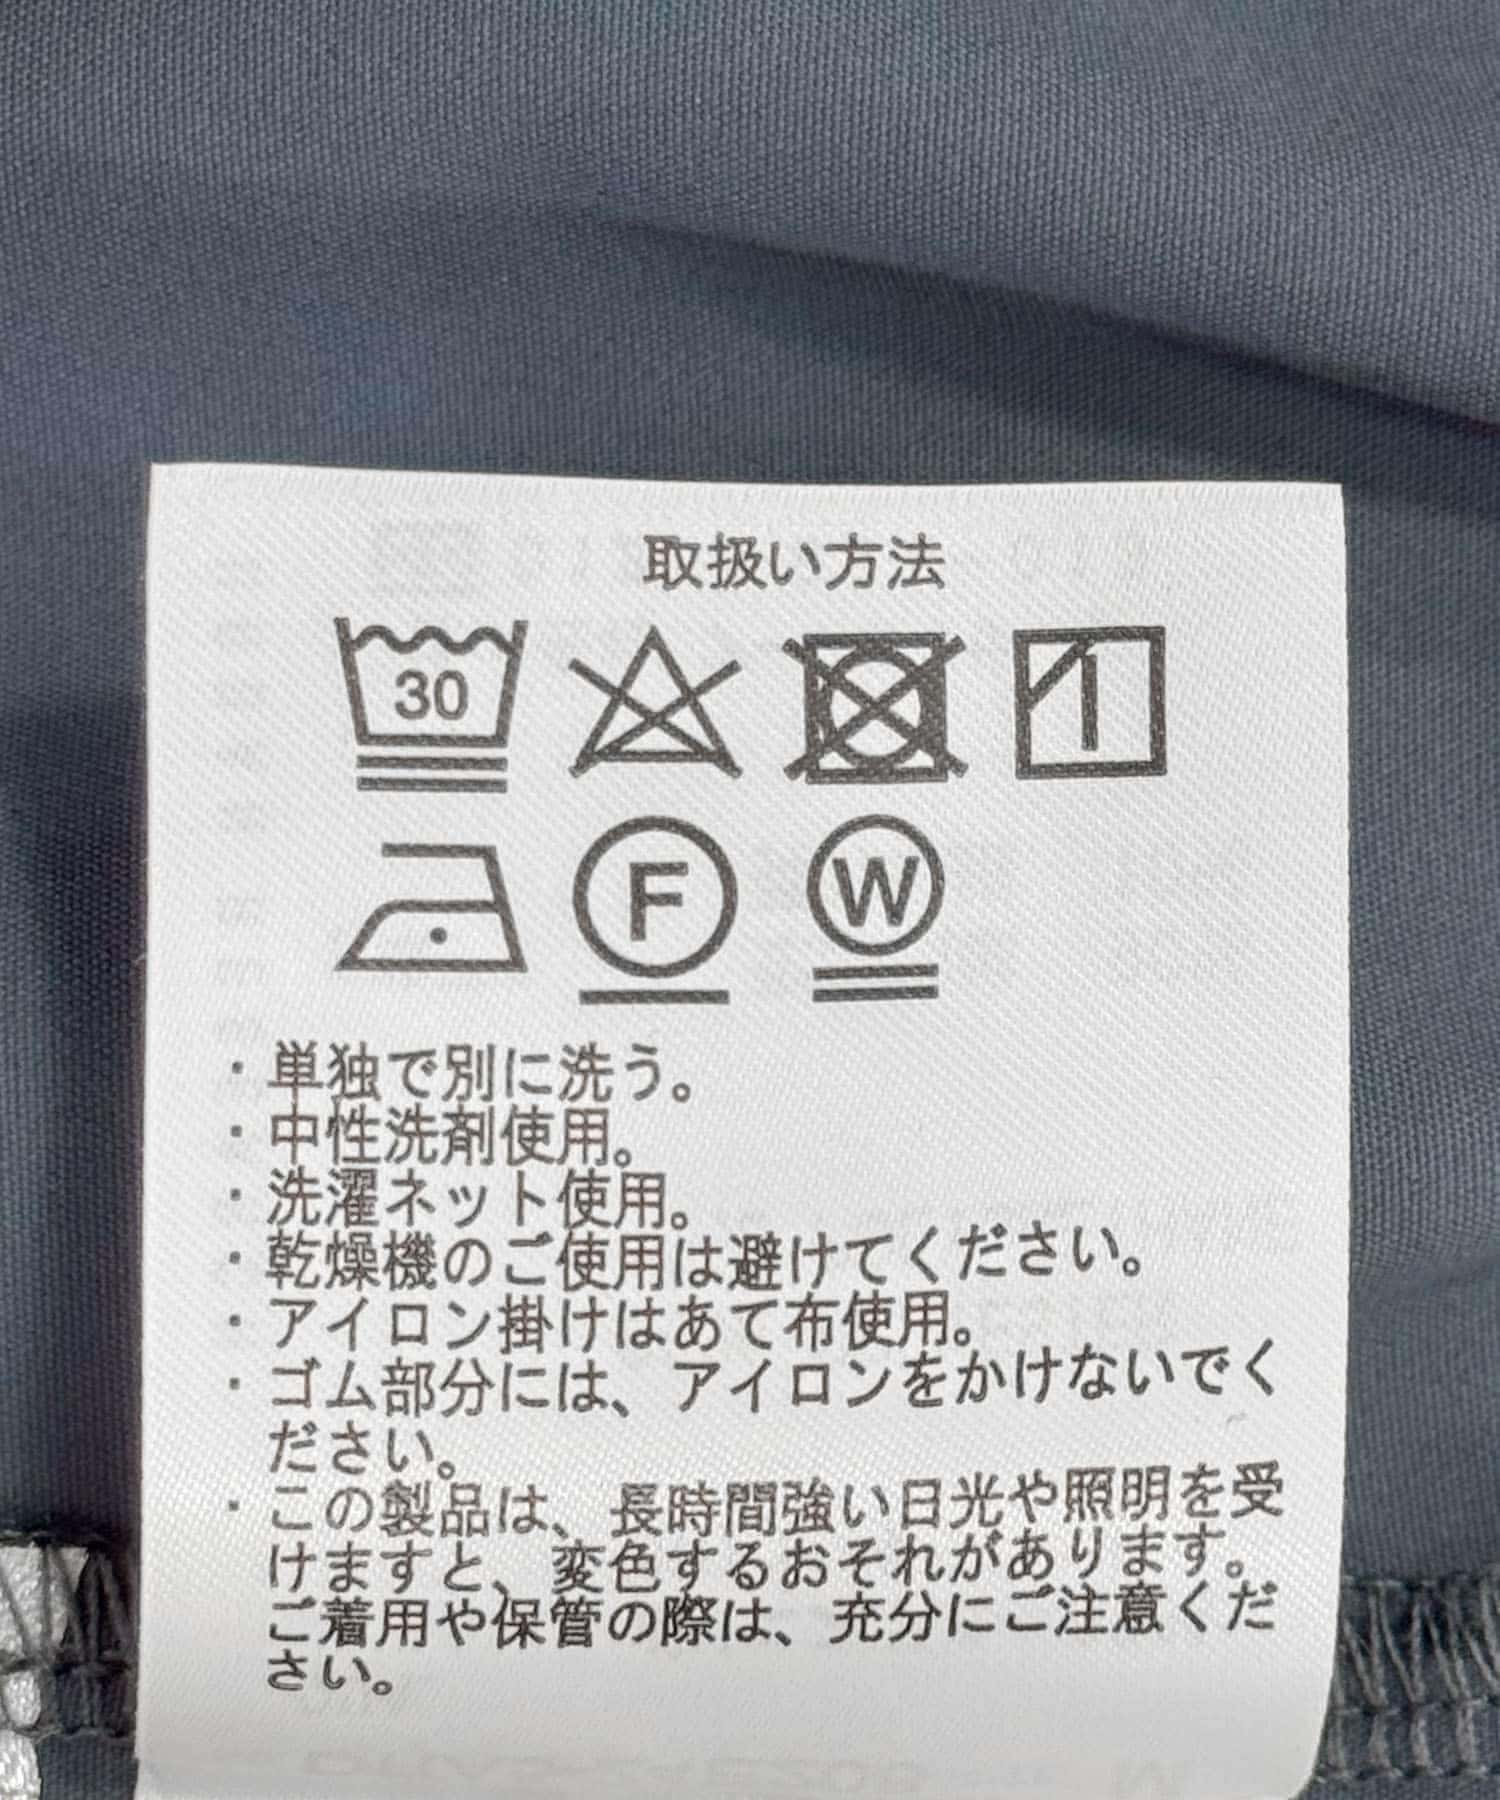 取扱い方法
30
F W
・単独で別に洗う。
・中性洗剤使用。
・洗濯ネット使用。
・乾燥機のご使用は避けてください。
・アイロン掛けはあて布使用。
・ゴム部分には、アイロンをかけないでく
ださい。
・この製品は、長時間強い日光や照明を受
けますと、変色するおそれがあります。
ご着用や保管の際は、充分にご注意くだ
さい。